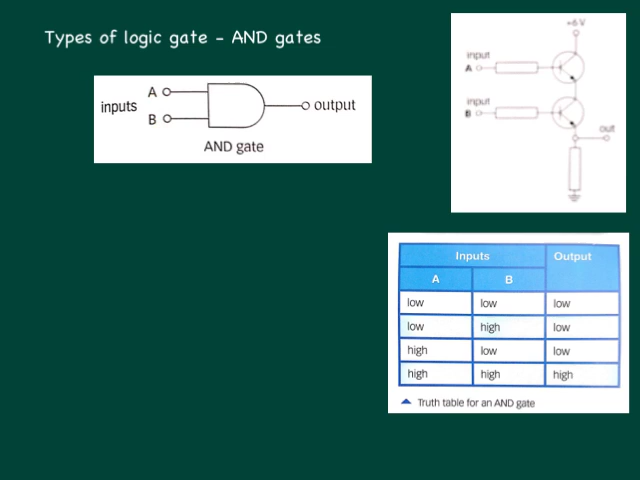 Types of logic gate - AND gates
inputs
A
B
output
AND gate
+6 V
input
A
input
B
out
Inputs Output
A B
low low low
low high low
high low low
high high high
Truth table for an AND gate